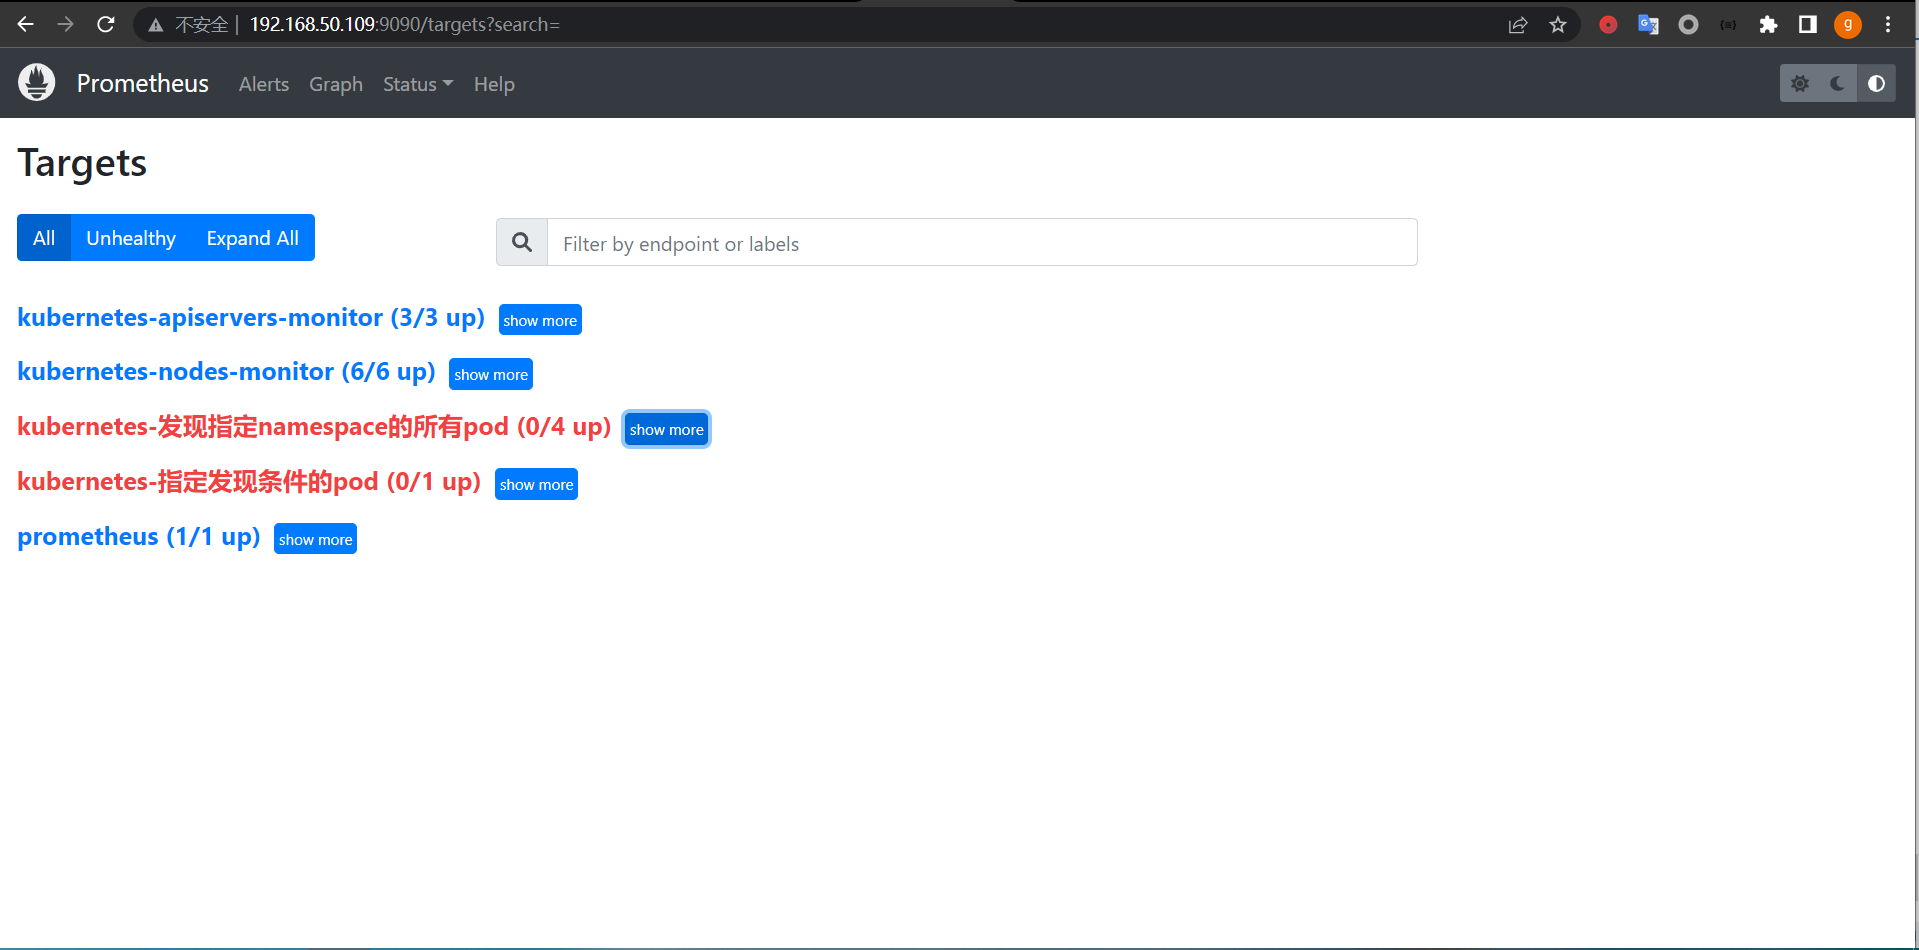 不安全 | 192.168.50.109:9090/targets?search=
g
Prometheus Alerts Graph Status Help
Targets
All Unhealthy Expand All
Filter by endpoint or labels
kubernetes-apiservers-monitor (3/3 up) show more
kubernetes-nodes-monitor (6/6 up) show more
kubernetes-发现指定namespace的所有pod (0/4 up) show more
kubernetes-指定发现条件的pod (0/1 up) show more
prometheus (1/1 up) show more